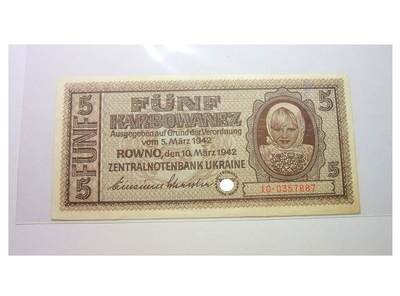 5
FÜNF
5
FÜNF
KARBOWANEZ
Ausgegeben auf Grund der Verordnung
vom 5. März 1942
ROWNO, den 10. März 1942
ZENTRALNOTENBANK UKRAINE
5
5
10·0357887